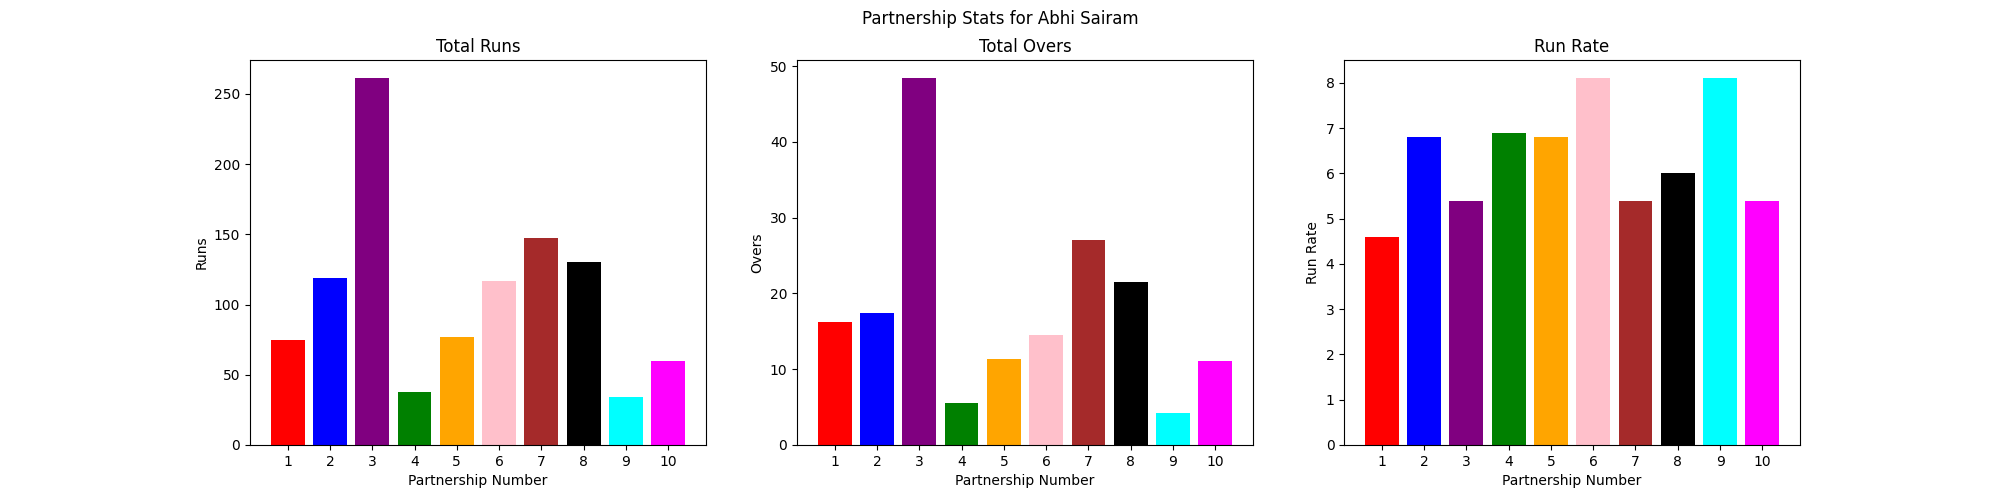 Partnership Stats for Abhi Sairam
Total Runs
250
200
150
100
50
0
Runs
1 2 3 4 5 6 7 8 9 10
Partnership Number
Total Overs
50
40
30
20
10
0
Overs
1 2 3 4 5 6 7 8 9 10
Partnership Number
Run Rate
8
7
6
5
4
3
2
1
0
Run Rate
1 2 3 4 5 6 7 8 9 10
Partnership Number